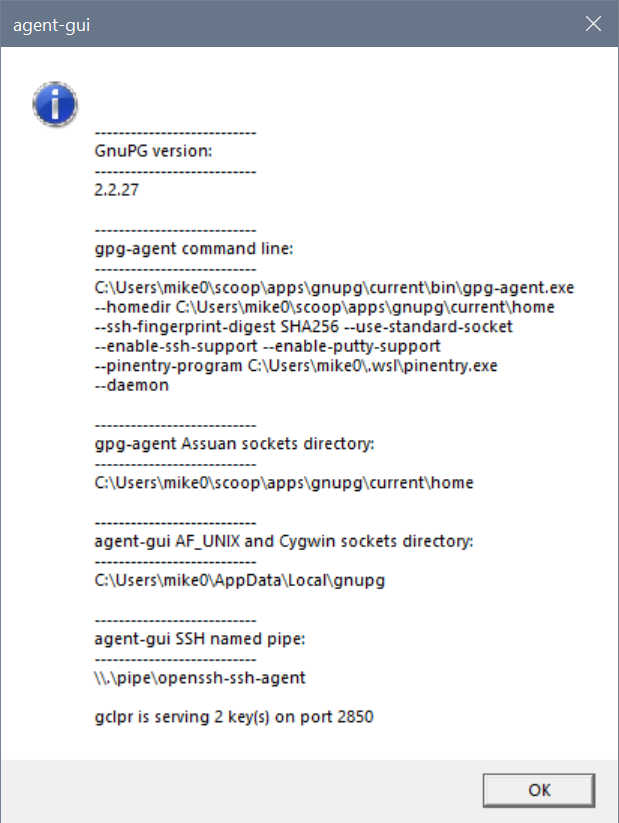 agent-gui
---------------------------
GnuPG version:
---------------------------
2.2.27
---------------------------
gpg-agent command line:
---------------------------
C:\Users\mike0\scoop\apps\gnupg\current\bin\gpg-agent.exe
--homedir C:\Users\mike0\scoop\apps\gnupg\current\home
--ssh-fingerprint-digest SHA256 --use-standard-socket
--enable-ssh-support --enable-putty-support
--pinentry-program C:\Users\mike0\.wsl\pinentry.exe
--daemon
---------------------------
gpg-agent Assuan sockets directory:
---------------------------
C:\Users\mike0\scoop\apps\gnupg\current\home
---------------------------
agent-gui AF_UNIX and Cygwin sockets directory:
---------------------------
C:\Users\mike0\AppData\Local\gnupg
---------------------------
agent-gui SSH named pipe:
---------------------------
\\.\pipe\openssh-ssh-agent
gclpr is serving 2 key(s) on port 2850
OK